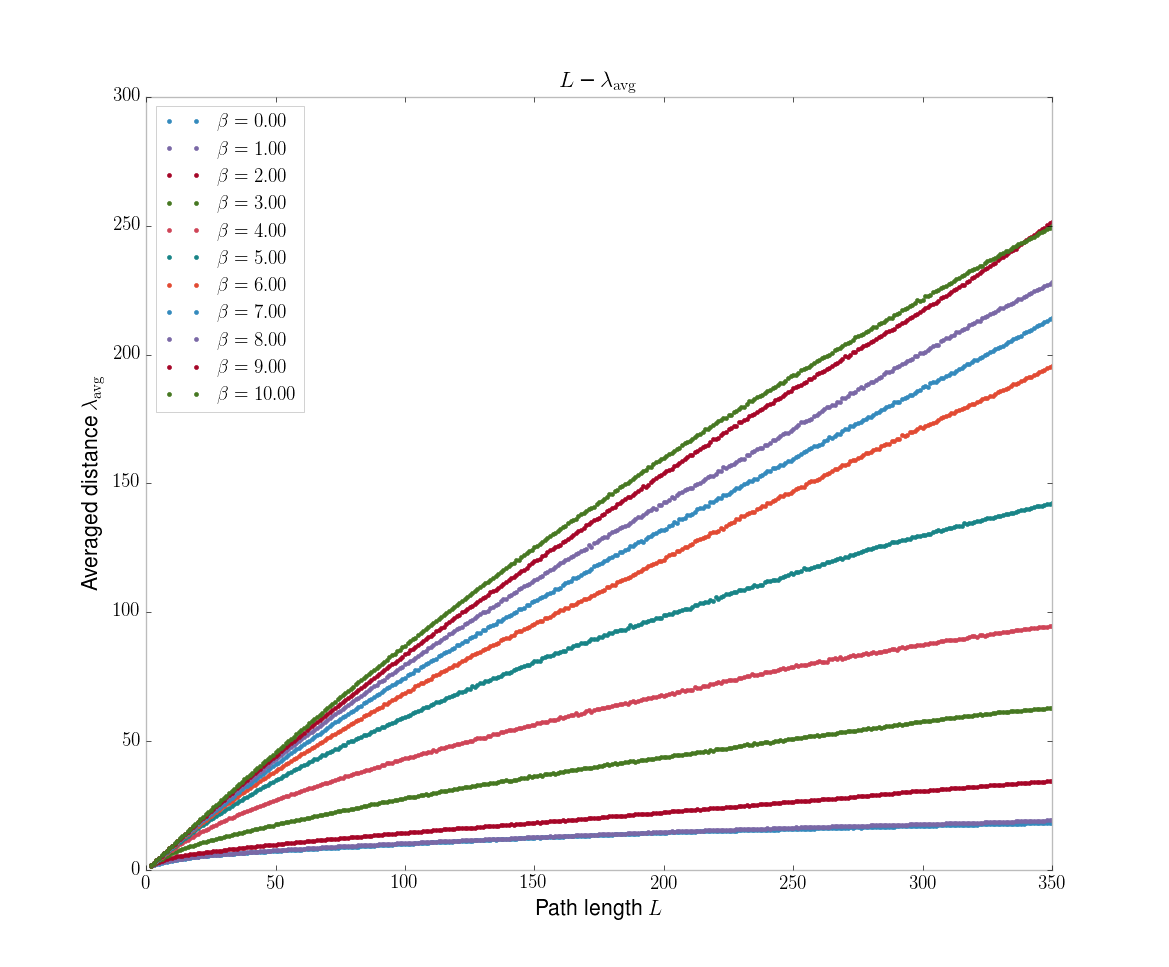 L − λavg
300
250
200
150
100
50
0
Averaged distance λavg
β = 0.00
β = 1.00
β = 2.00
β = 3.00
β = 4.00
β = 5.00
β = 6.00
β = 7.00
β = 8.00
β = 9.00
β = 10.00
0 50 100 150 200 250 300 350
Path length L